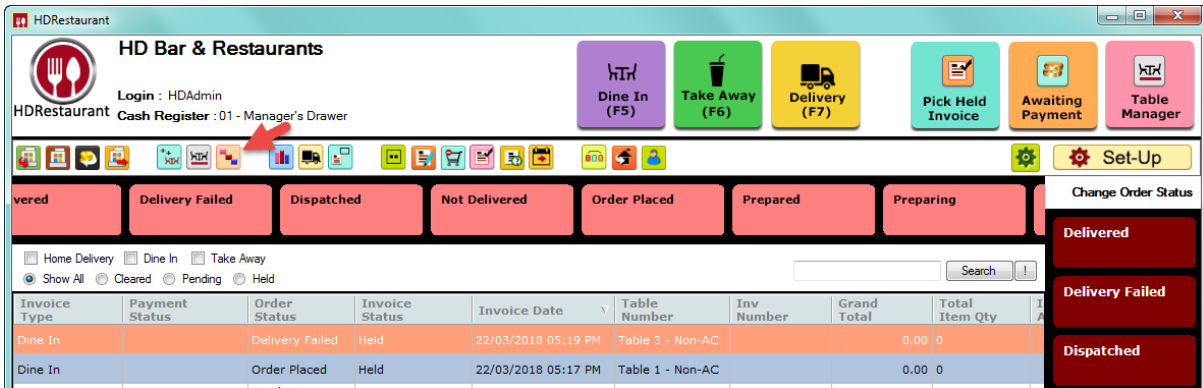 HDRestaurant
HD Bar & Restaurants
Login : HDAdmin
Cash Register : 01 - Manager's Drawer
HDRestaurant
Dine In
(F5)
Take Away
(F6)
Delivery
(F7)
Pick Held
Invoice
Awaiting
Payment
Table
Manager
Set-Up
vered
Delivery Failed
Dispatched
Not Delivered
Order Placed
Prepared
Preparing
Change Order Status
Delivered
Delivery Failed
Dispatched
Home Delivery Dine In Take Away
Show All Cleared Pending Held
Search !
Invoice Type Payment Status Order Status Invoice Status Invoice Date Table Number Inv Number Grand Total Total Item Qty
Dine In Delivery Failed Held 22/03/2018 05:19 PM Table 3 - Non-AC 0.00 0
Dine In Order Placed Held 22/03/2018 05:17 PM Table 1 - Non-AC 0.00 0